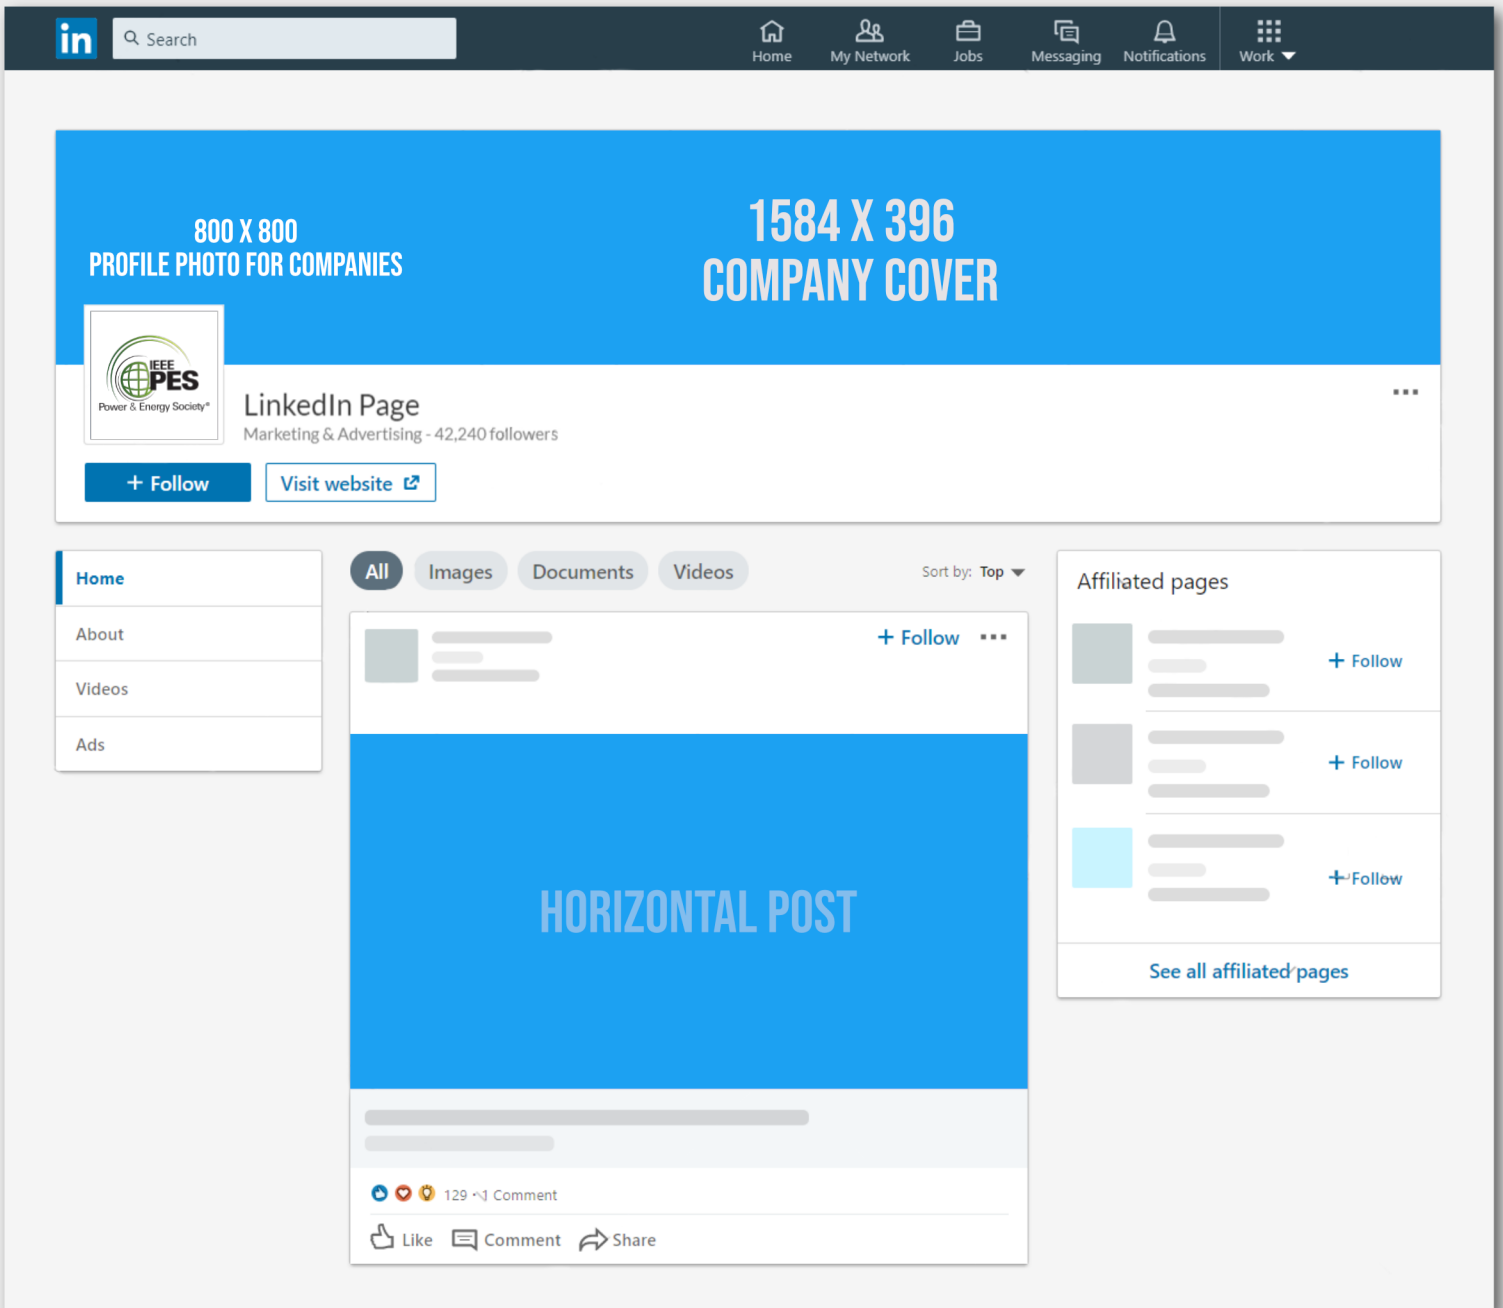 in
Search
Home
My Network
Jobs
Messaging
Notifications
Work
800 X 800
PROFILE PHOTO FOR COMPANIES
1584 X 396
COMPANY COVER
IEEE
PES
Power & Energy Society®
LinkedIn Page
Marketing & Advertising - 42,240 followers
+ Follow
Visit website
Home
About
Videos
Ads
All
Images
Documents
Videos
Sort by: Top
+ Follow
HORIZONTAL POST
129 · 1 Comment
Like
Comment
Share
Affiliated pages
+ Follow
+ Follow
+ Follow
See all affiliated pages